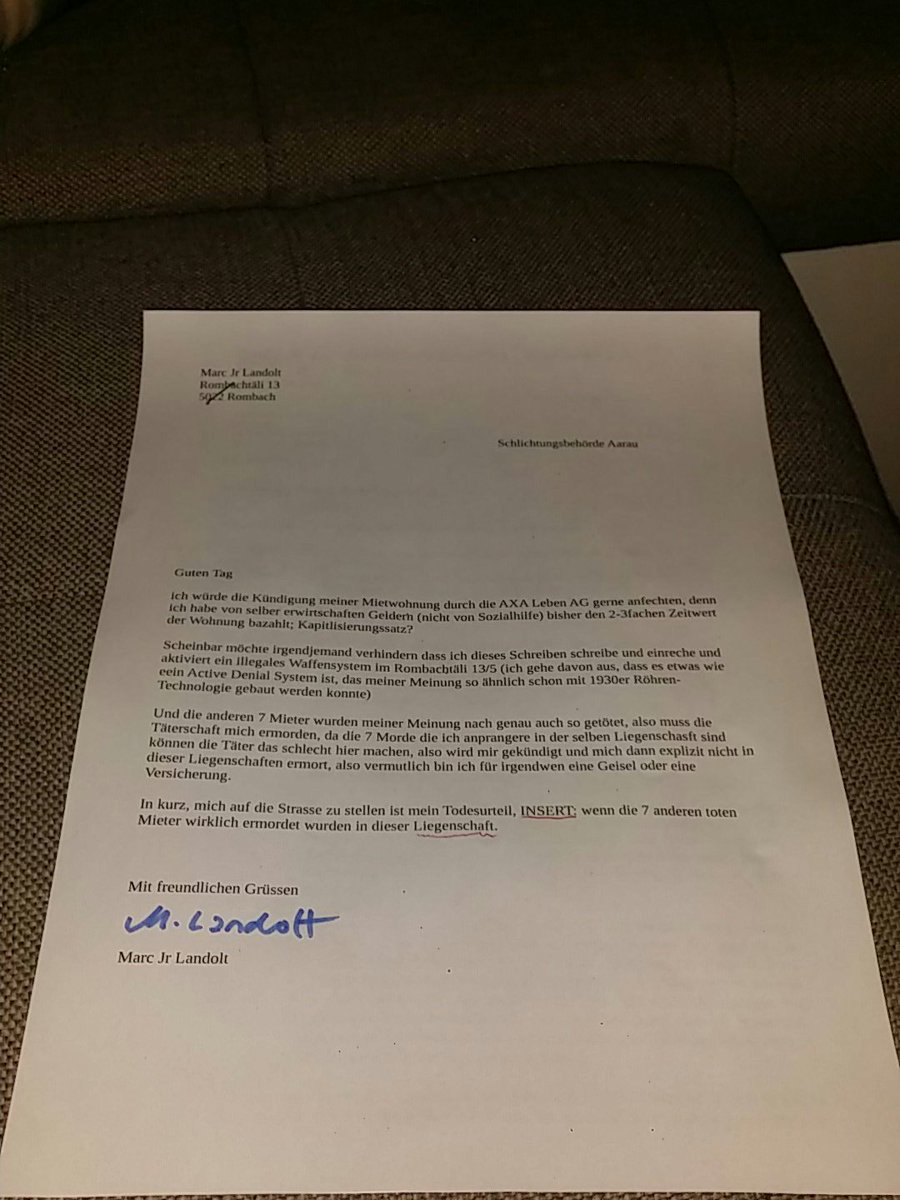 Marc Jr Landolt
Rombachtäli 13
5022 Rombach
Schlichtungsbehörde Aarau
Guten Tag
ich würde die Kündigung meiner Mietwohnung durch die AXA Leben AG gerne anfechten, denn
ich habe von selber erwirtschaften Geldern (nicht von Sozialhilfe) bisher den 2-3fachen Zeitwert
der Wohnung bazahlt; Kapitlisierungssatz?
Scheinbar möchte irgendjemand verhindern dass ich dieses Schreiben schreibe und einreche und
aktiviert ein illegales Waffensystem im Rombachtäli 13/5 (ich gehe davon aus, dass es etwas wie
eein Active Denial System ist, das meiner Meinung so ähnlich schon mit 1930er Röhren-
Technologie gebaut werden konnte)
Und die anderen 7 Mieter wurden meiner Meinung nach genau auch so getötet, also muss die
Täterschaft mich ermorden, da die 7 Morde die ich anprangere in der selben Liegenschasft sind
können die Täter das schlecht hier machen, also wird mir gekündigt und mich dann explizit nicht in
dieser Liegenschaften ermort, also vermutlich bin ich für irgendwen eine Geisel oder eine
Versicherung.
In kurz, mich auf die Strasse zu stellen ist mein Todesurteil, INSERT: wenn die 7 anderen toten
Mieter wirklich ermordet wurden in dieser Liegenschaft.
Mit freundlichen Grüssen
M. Landolt
Marc Jr Landolt